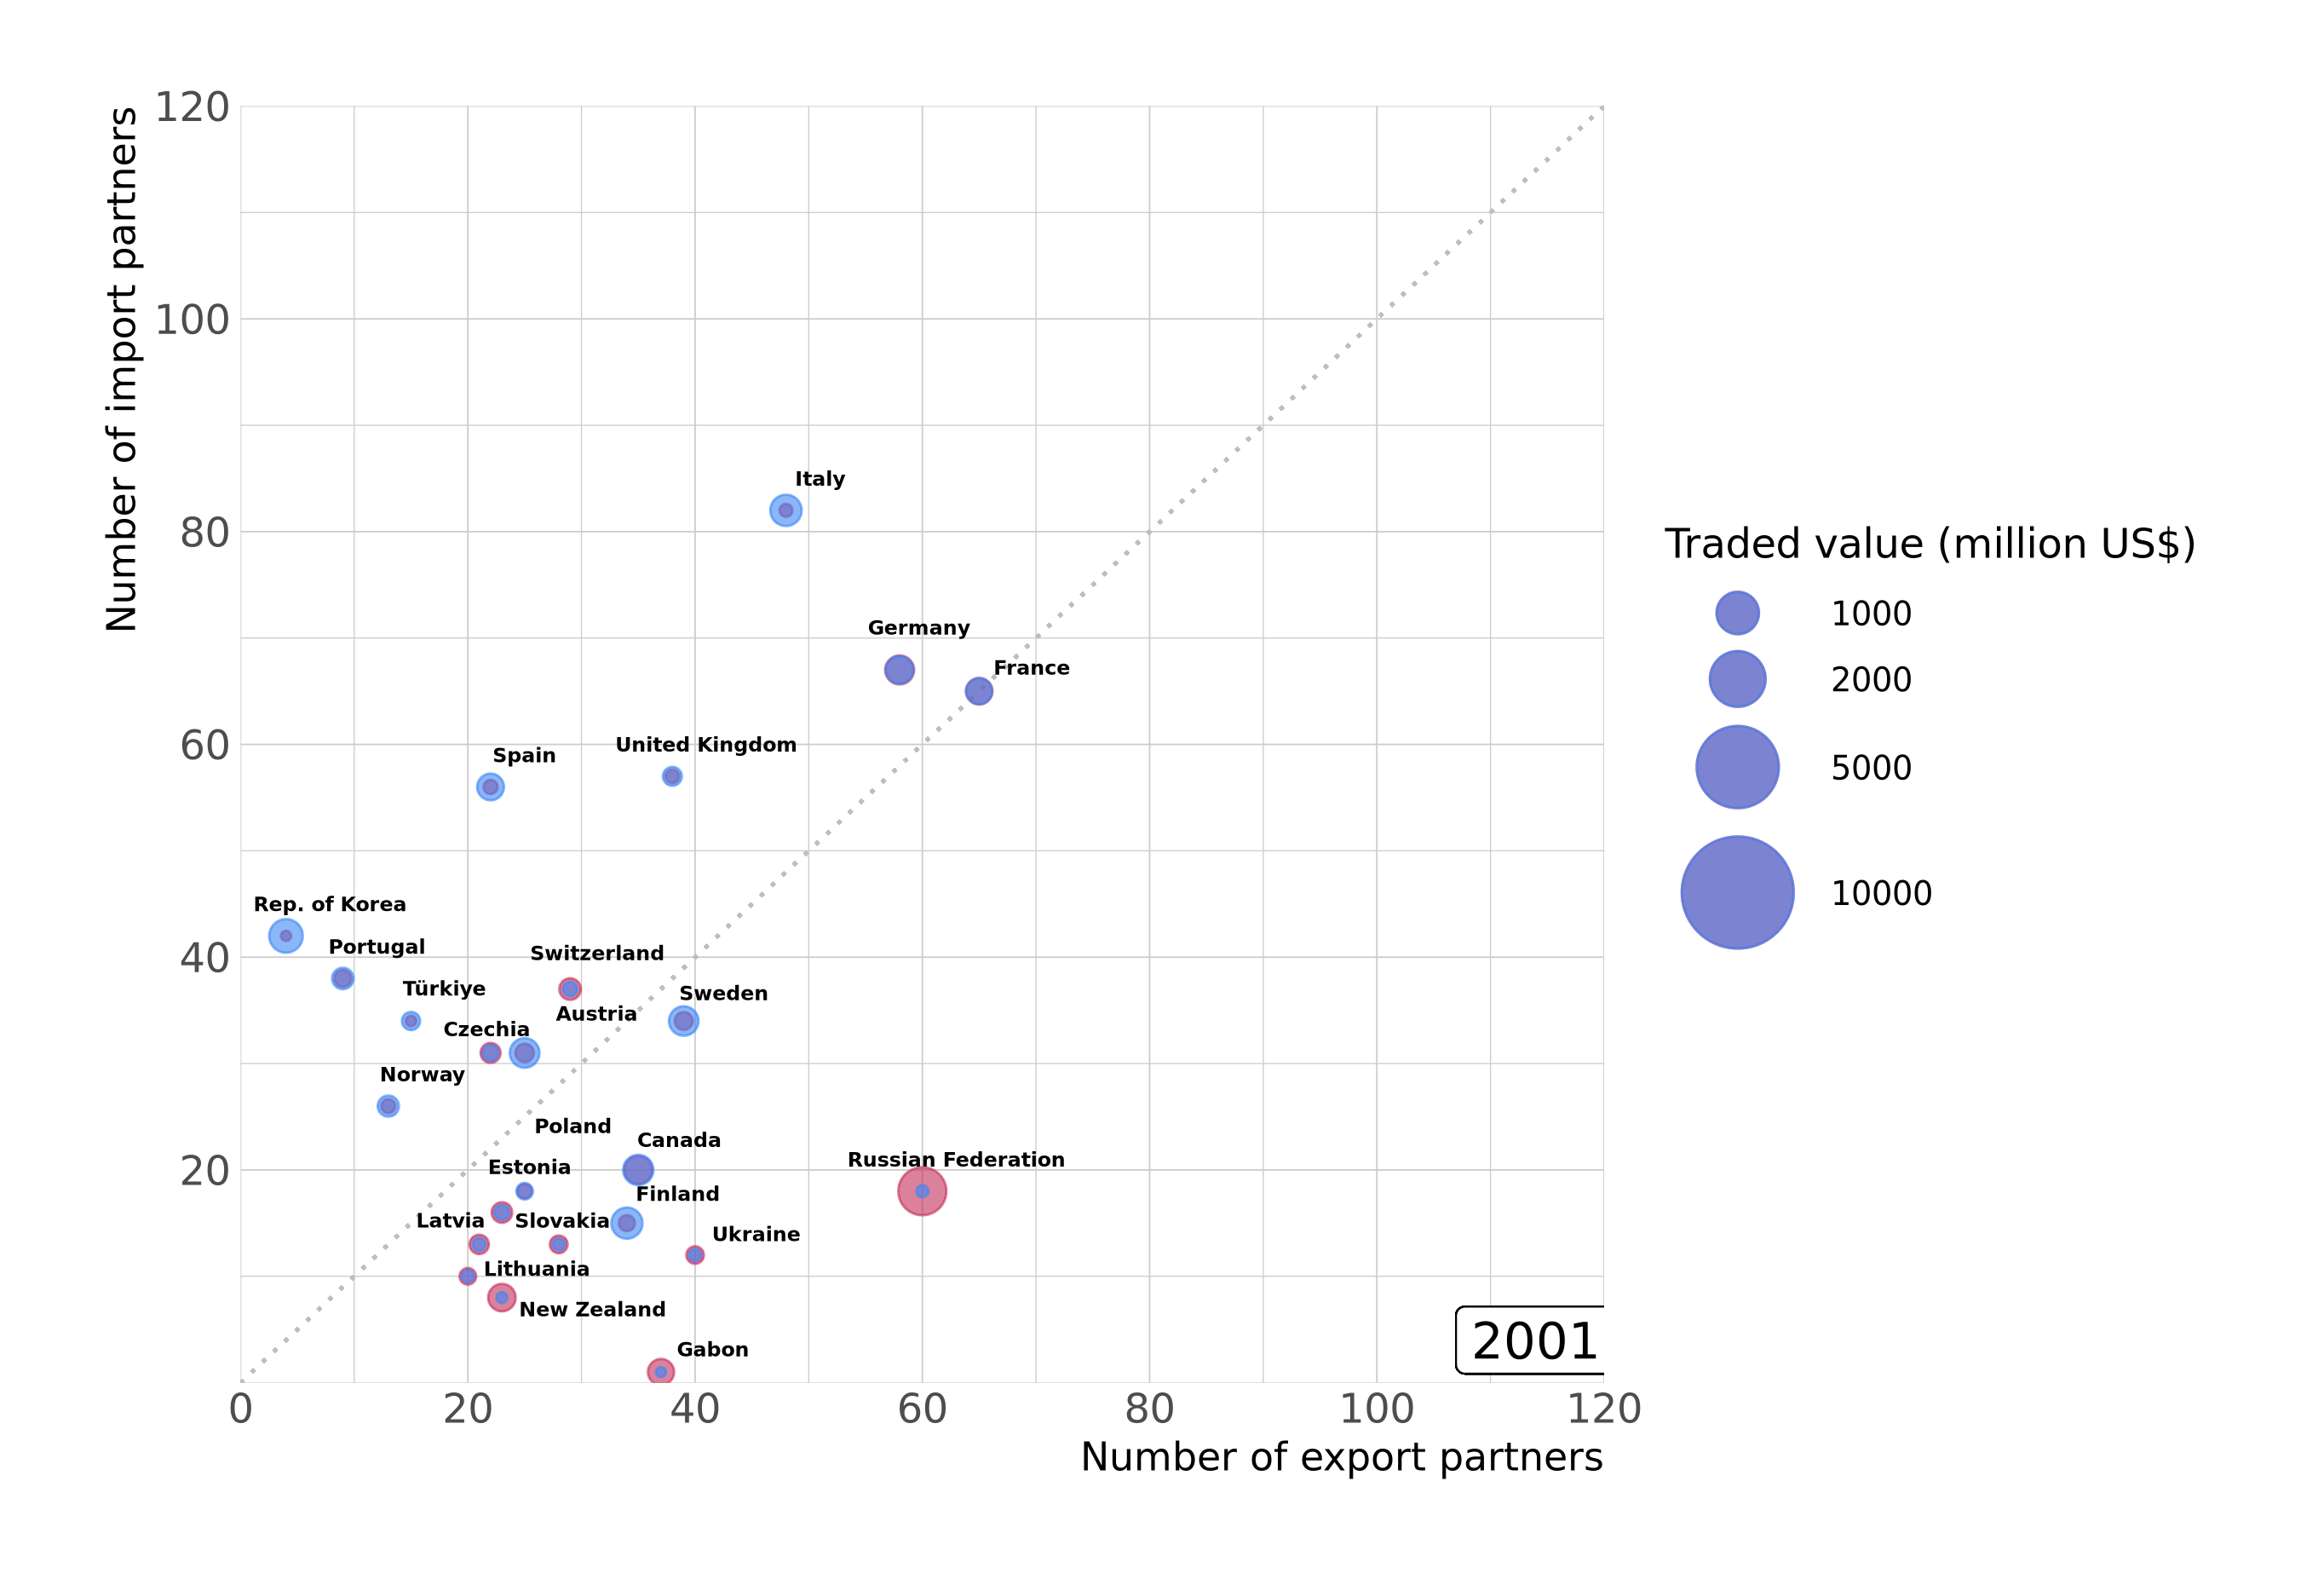 Number of import partners
120
100
80
60
40
20
Italy
Germany
France
United Kingdom
Spain
Rep. of Korea
Portugal
Switzerland
Türkiye
Sweden
Austria
Czechia
Norway
Poland
Canada
Russian Federation
Estonia
Finland
Latvia
Slovakia
Ukraine
Lithuania
New Zealand
Gabon
2001
0
20
40
60
80
100
120
Number of export partners
Traded value (million US$)
1000
2000
5000
10000